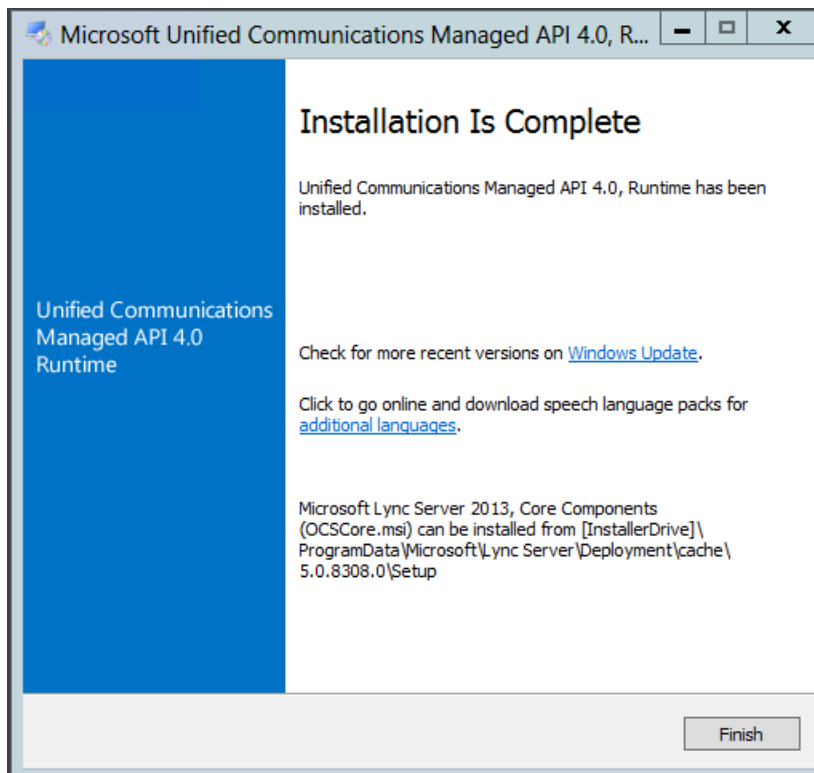 Microsoft Unified Communications Managed API 4.0, R...
Installation Is Complete
Unified Communications Managed API 4.0, Runtime has been
installed.
Unified Communications
Managed API 4.0
Runtime
Check for more recent versions on Windows Update.
Click to go online and download speech language packs for
additional languages.
Microsoft Lync Server 2013, Core Components
(OCSCore.msi) can be installed from [InstallerDrive]\
ProgramData\Microsoft\Lync Server\Deployment\cache\
5.0.8308.0\Setup
Finish